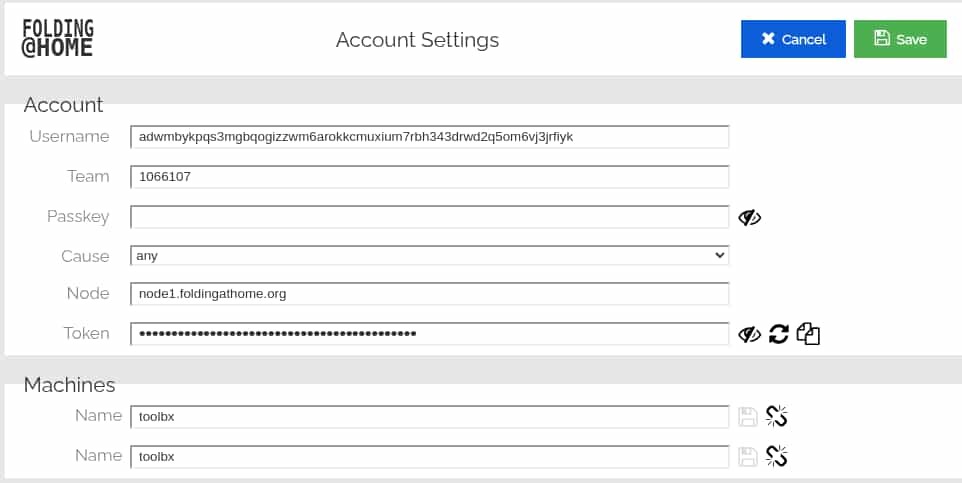 FOLDING
@HOME
Account Settings
Cancel
Save
Account
Username
adwmbykpqs3mgbqogizzwm6arokkcmuxium7rbh343drwd2q5om6vj3jrfiyk
Team
1066107
Passkey
Cause
any
Node
node1.foldingathome.org
Token
Machines
Name
toolbx
Name
toolbx